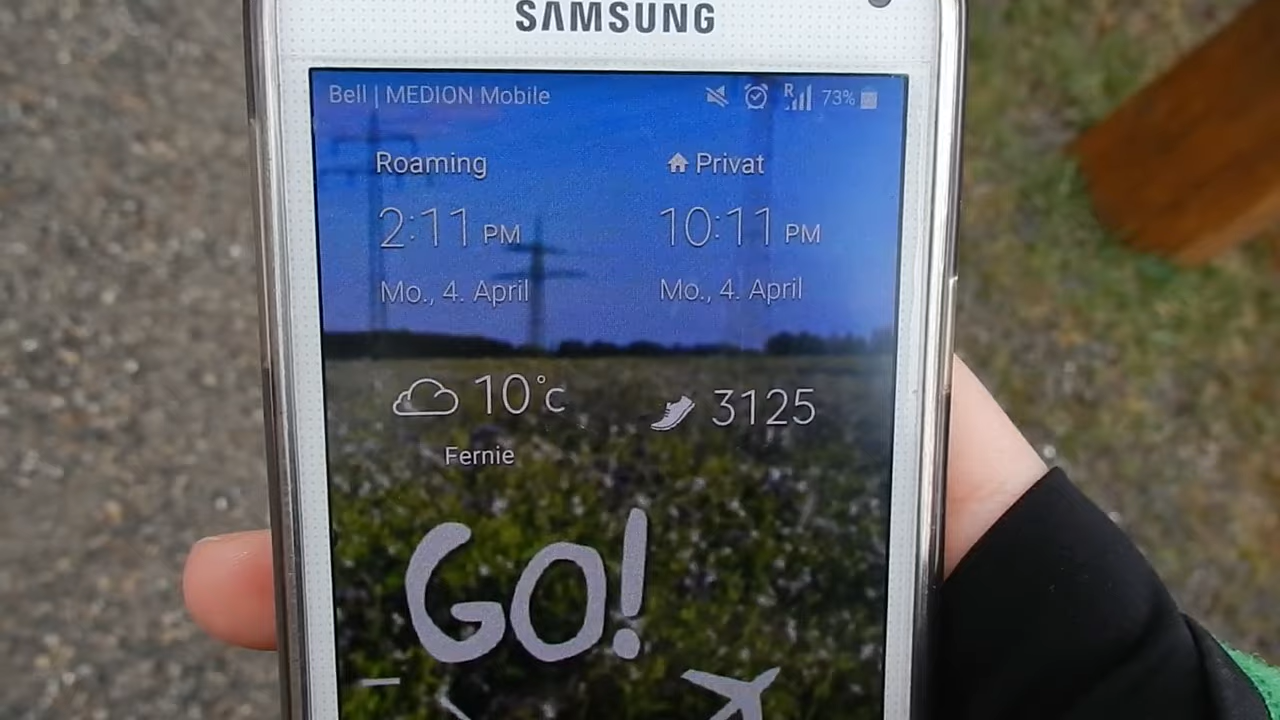 SAMSUNG
Bell | MEDION Mobile R 73%
Roaming Privat
2:11 PM 10:11 PM
Mo., 4. April Mo., 4. April
10°c 3125
Fernie
GO!